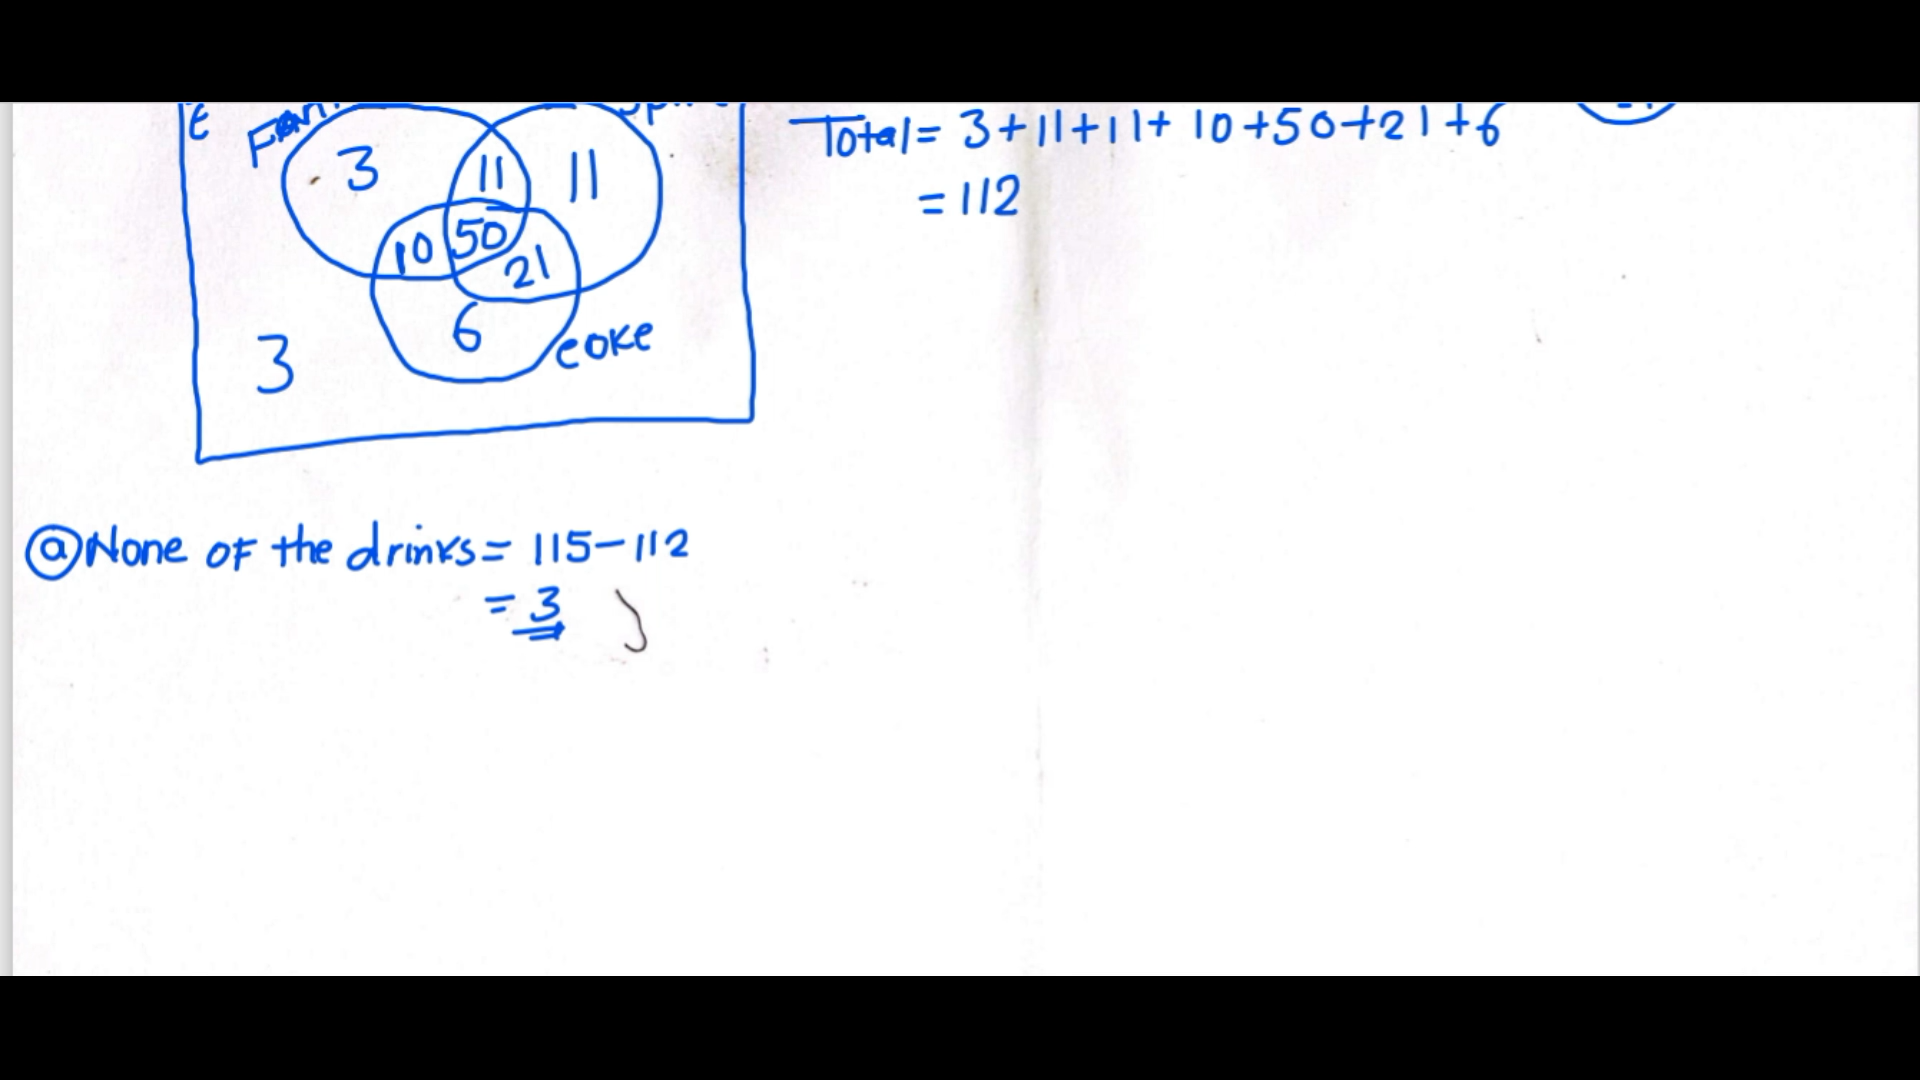 ε
3
11
11
10
50
21
6
coke
3
Total = 3+11+11+ 10+50+21+6
= 112
ⓐ None OF the drinks = 115-112
= 3